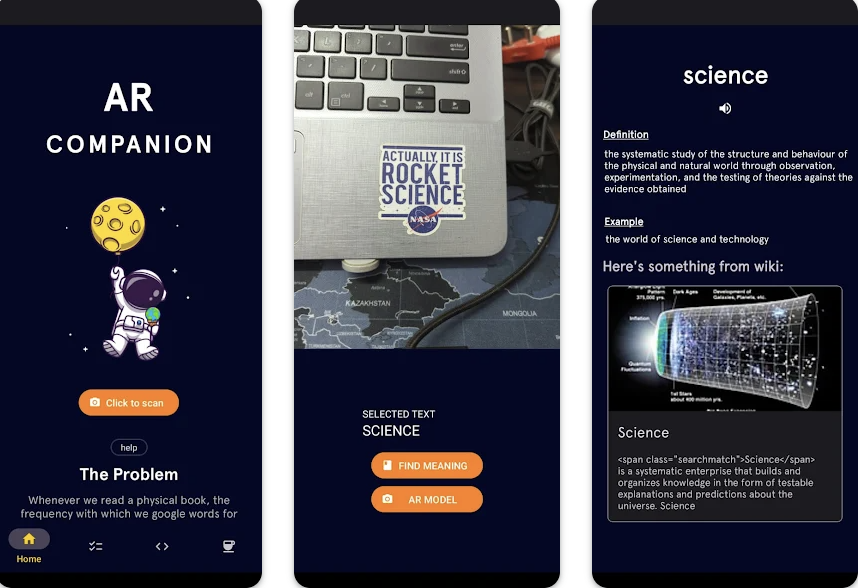 AR
COMPANION
Click to scan
help
The Problem
Whenever we read a physical book, the
frequency with which we google words for
Home
enter
shift
alt
ctrl
ACTUALLY, IT IS
ROCKET
SCIENCE
NASA
KAZAKHSTAN
MONGOLIA
UZBEKISTAN
SELECTED TEXT
SCIENCE
FIND MEANING
AR MODEL
science
Definition
the systematic study of the structure and behaviour of
the physical and natural world through observation,
experimentation, and the testing of theories against the
evidence obtained
Example
the world of science and technology
Here's something from wiki:
Pattern
375,000 yrs.
Dark Ages
Development of
Galaxies, Planets, etc.
Inflation
Quantum
Fluctuations
1st Stars
about 400 million yrs.
Science
<span class="searchmatch">Science</span>
is a systematic enterprise that builds and
organizes knowledge in the form of testable
explanations and predictions about the
universe. Science